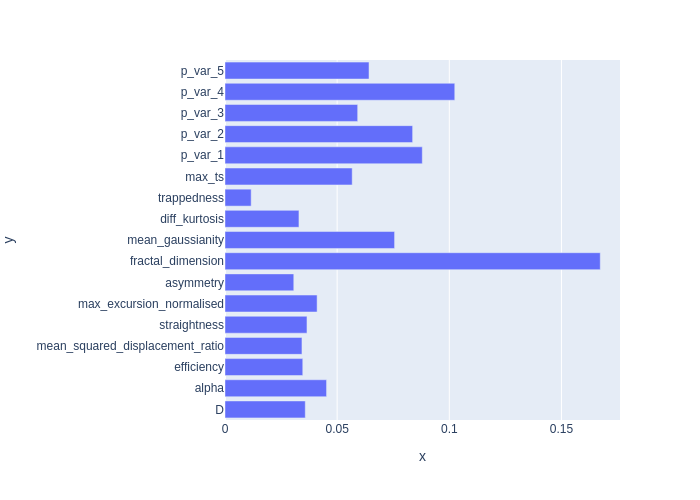 p_var_5
p_var_4
p_var_3
p_var_2
p_var_1
max_ts
trappedness
diff_kurtosis
mean_gaussianity
fractal_dimension
asymmetry
max_excursion_normalised
straightness
mean_squared_displacement_ratio
efficiency
alpha
D
y
0 0.05 0.1 0.15
x